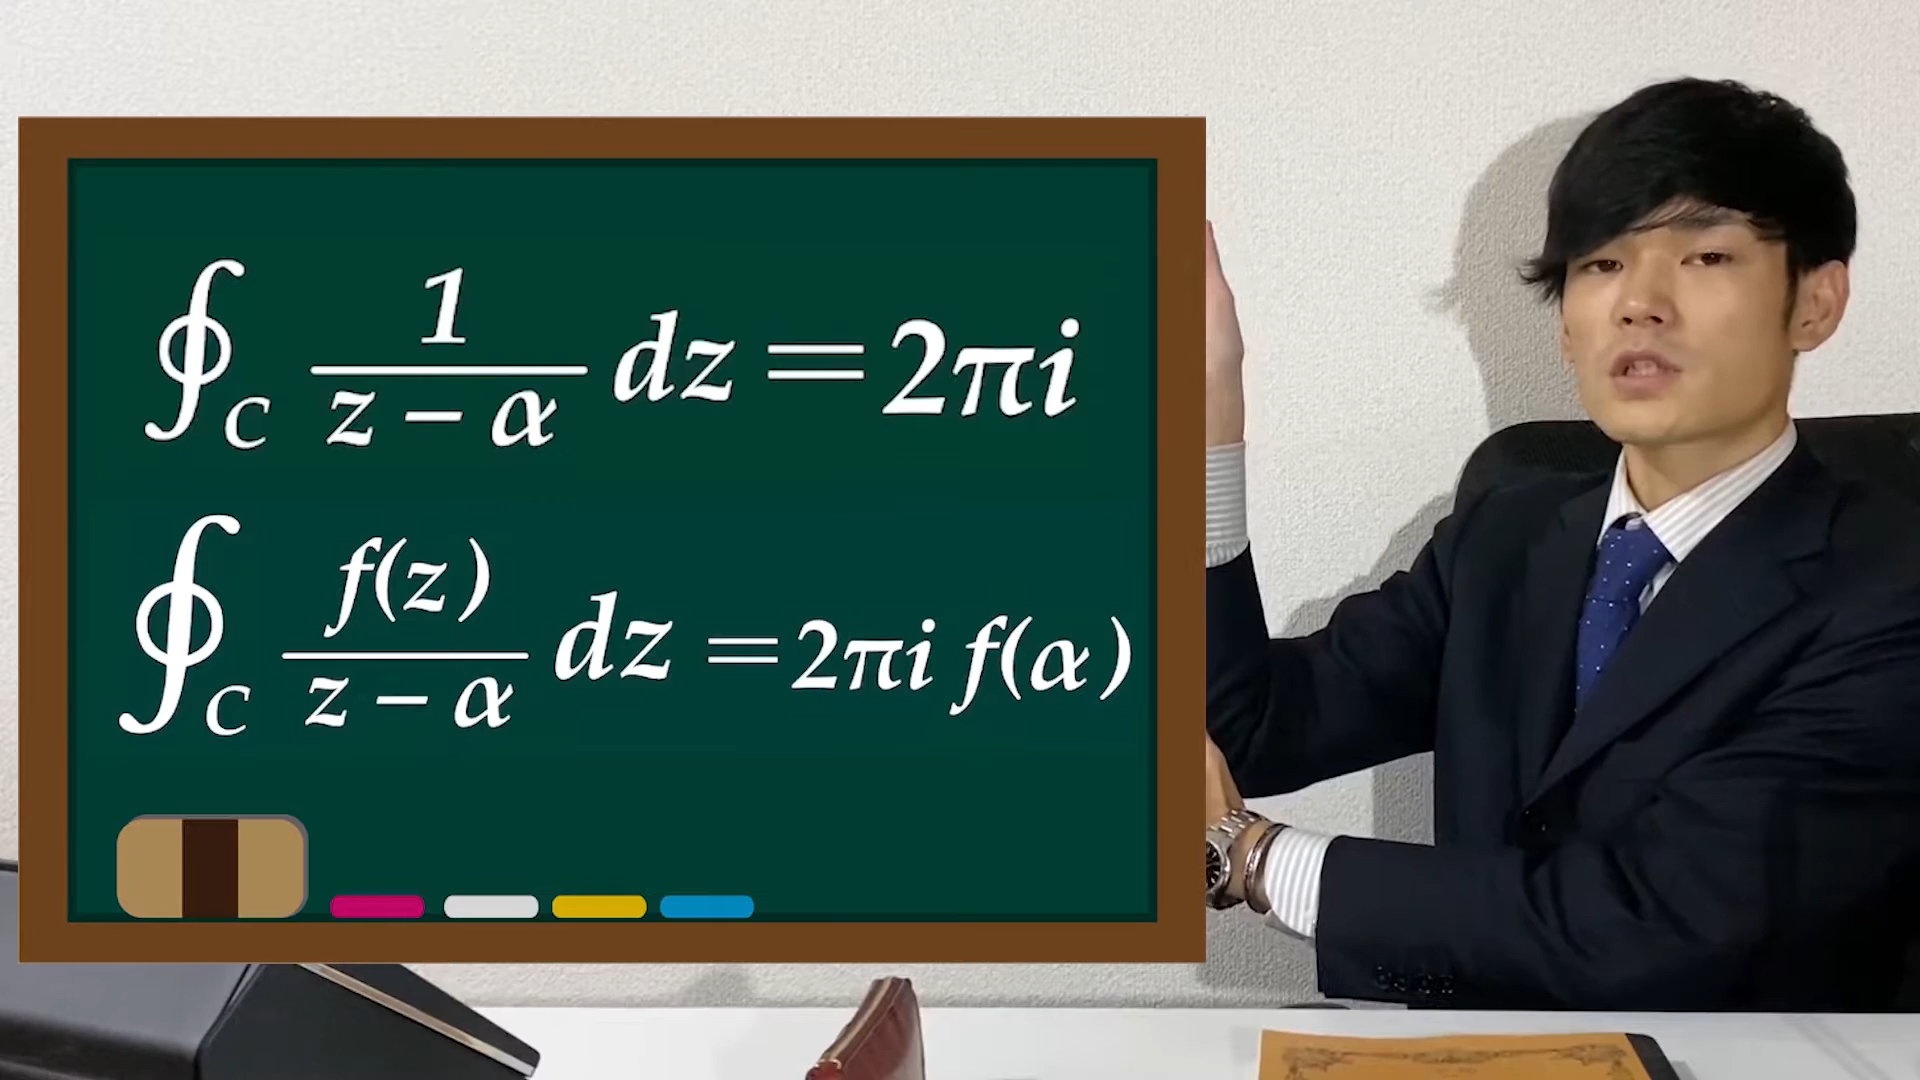 ∮_C 1/(z − α) dz = 2πi
∮_C f(z)/(z − α) dz = 2πi f(α)